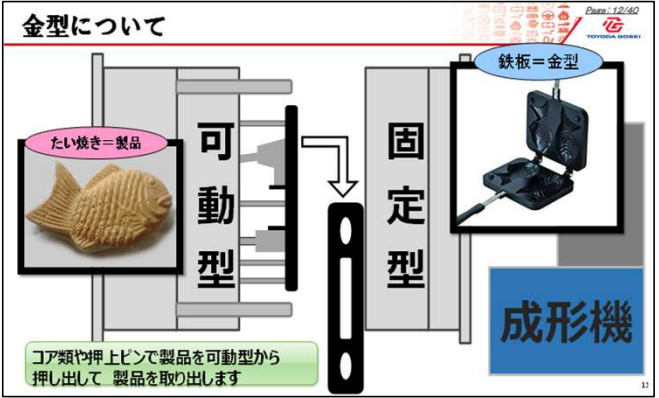 金型について
Page: 12/40
TOYODA GOSEI
鉄板＝金型
たい焼き＝製品
可動型
固定型
成形機
コア類や押上ピンで製品を可動型から
押し出して 製品を取り出します